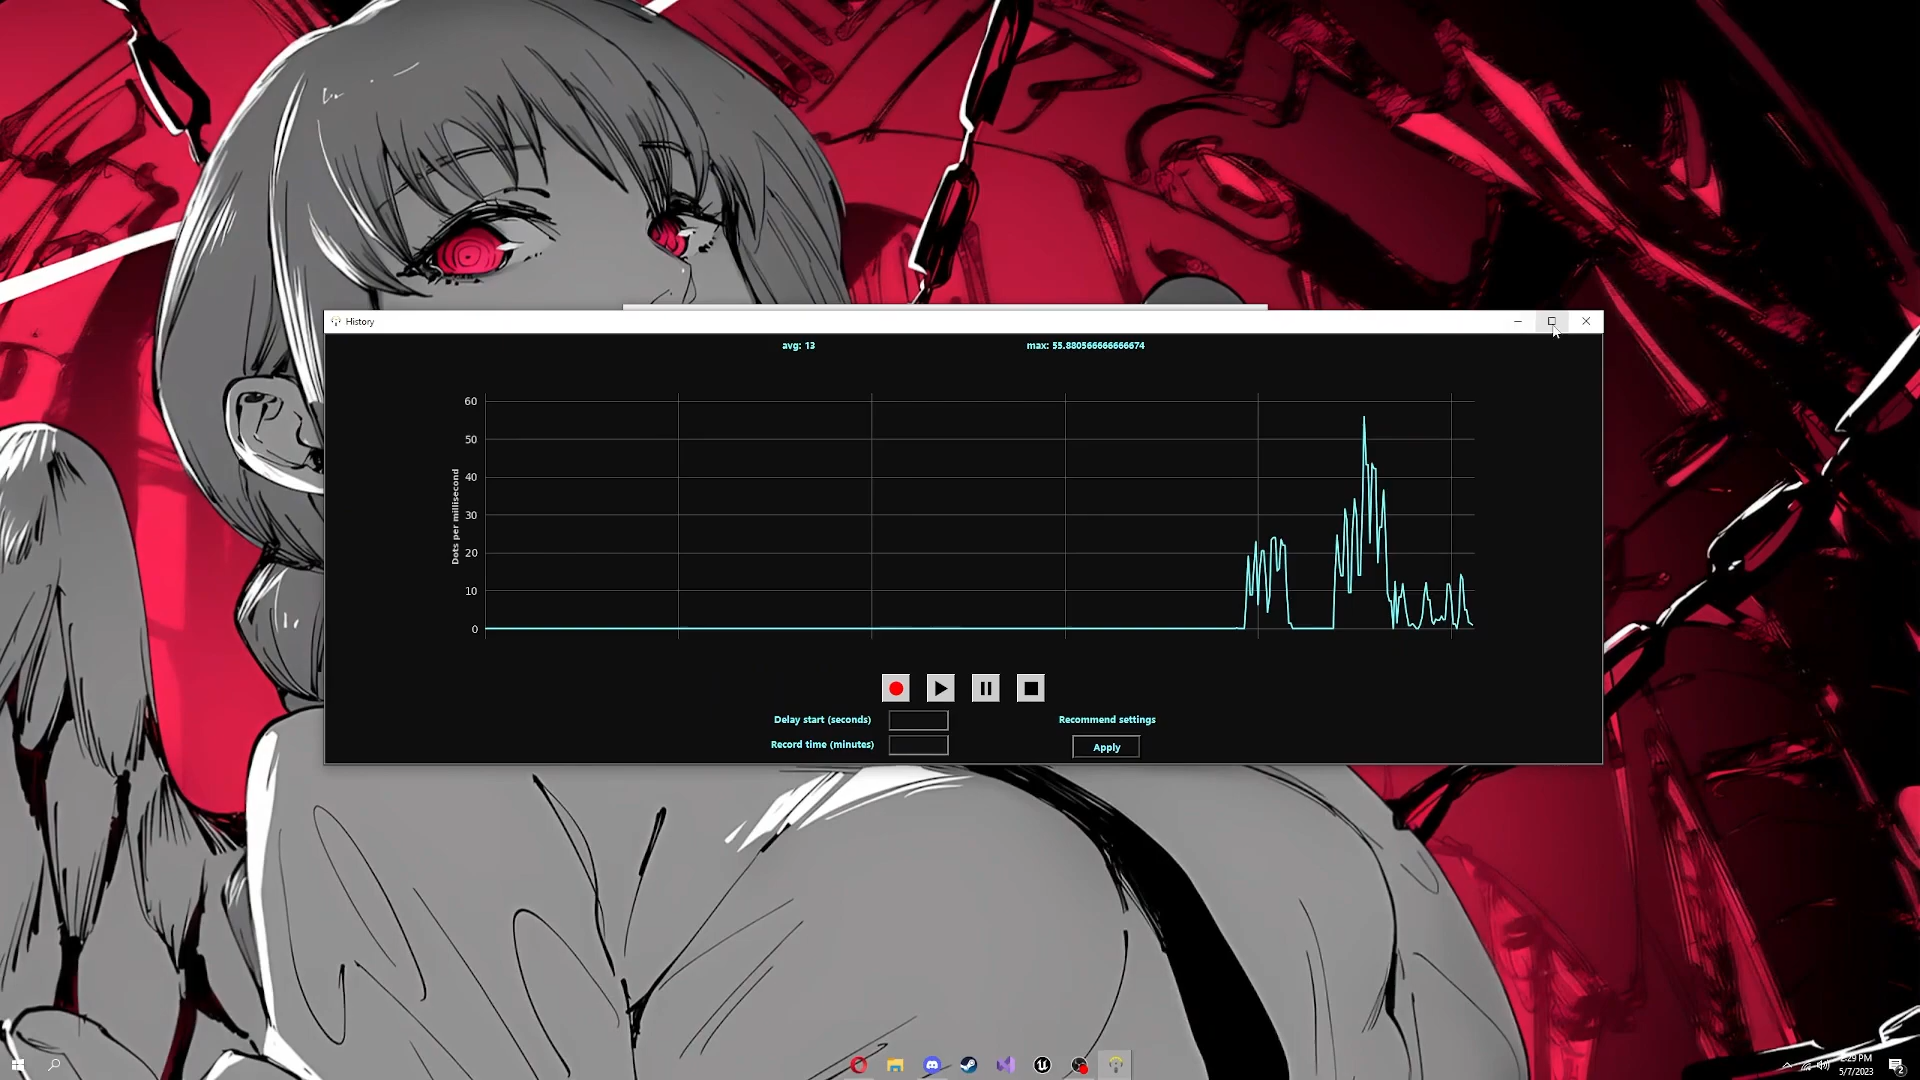 History
avg: 13
max: 55.880566666666674
60
50
40
30
20
10
0
Dots per millisecond
Delay start (seconds)
Record time (minutes)
Recommend settings
Apply
5/7/2023
2